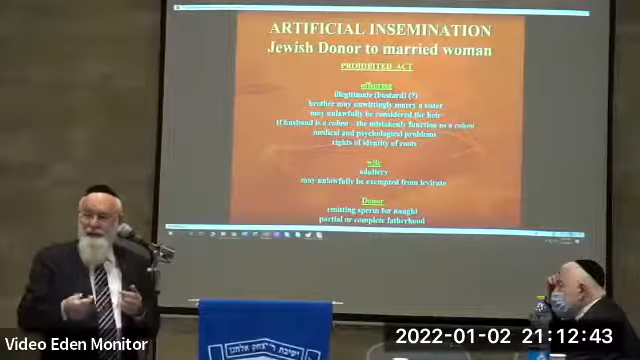 ARTIFICIAL INSEMINATION
Jewish Donor to married woman
PROHIBITED ACT
offspring
illegitimate (bastard) (?)
brother may unwittingly marry a sister
may unlawfully be considered the heir
if husband is a cohen – the mistakenly function as a cohen
medical and psychological problems
rights of identity of roots
wife
adultery
may unlawfully be exempted from levirate
Donor
emitting sperm for naught
partial or complete fatherhood
Video Eden Monitor
2022-01-02 21:12:43